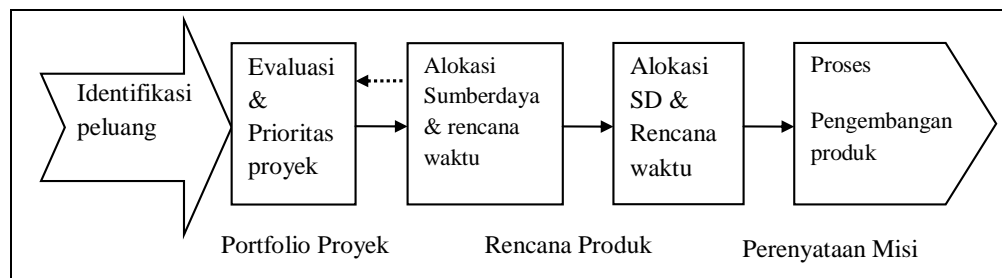 Identifikasi
peluang
Evaluasi
&
Prioritas
proyek
Alokasi
Sumberdaya
& rencana
waktu
Alokasi
SD &
Rencana
waktu
Proses
Pengembangan
produk
Portfolio Proyek
Rencana Produk
Perenyataan Misi